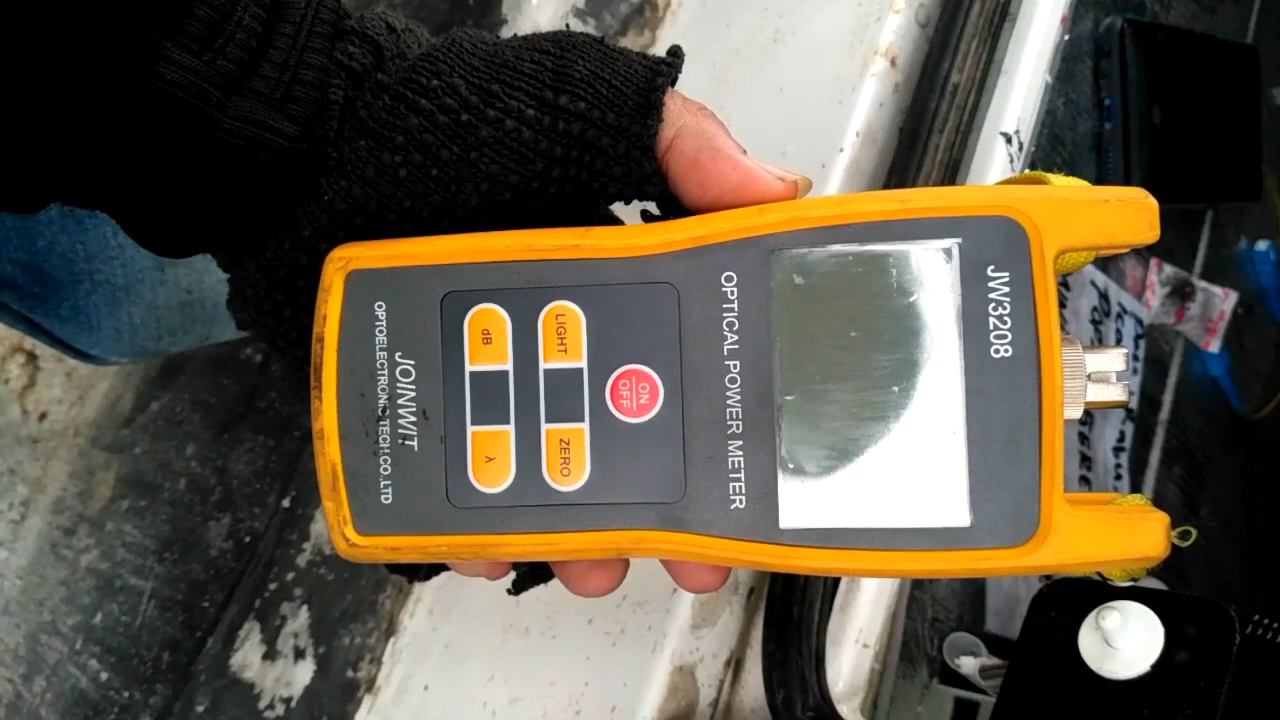 JW3208
OPTICAL POWER METER
ON
OFF
LIGHT ZERO
dB λ
JOINWIT
OPTOELECTRONIC TECH.CO.,LTD